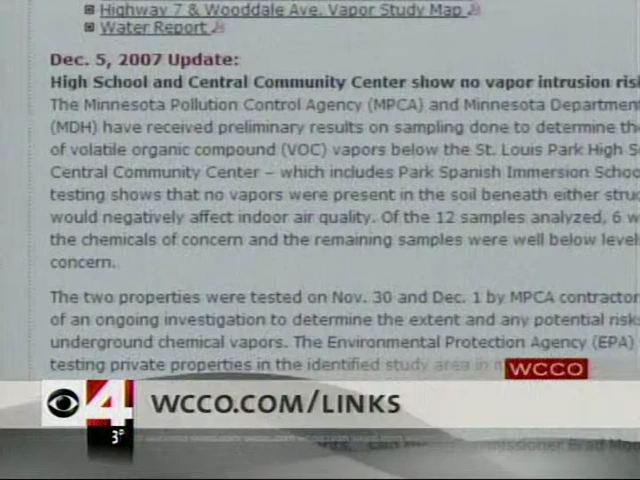 Highway 7 & Wooddale Ave. Vapor Study Map
Water Report
Dec. 5, 2007 Update:
High School and Central Community Center show no vapor intrusion ris
The Minnesota Pollution Control Agency (MPCA) and Minnesota Department
(MDH) have received preliminary results on sampling done to determine the
of volatile organic compound (VOC) vapors below the St. Louis Park High S
Central Community Center – which includes Park Spanish Immersion Schoo
testing shows that no vapors were present in the soil beneath either struc
would negatively affect indoor air quality. Of the 12 samples analyzed, 6 w
the chemicals of concern and the remaining samples were well below level
concern.
The two properties were tested on Nov. 30 and Dec. 1 by MPCA contractor
of an ongoing investigation to determine the extent and any potential risks
underground chemical vapors. The Environmental Protection Agency (EPA)
testing private properties in the identified study area in
WCCO
4 WCCO.COM/LINKS
3°